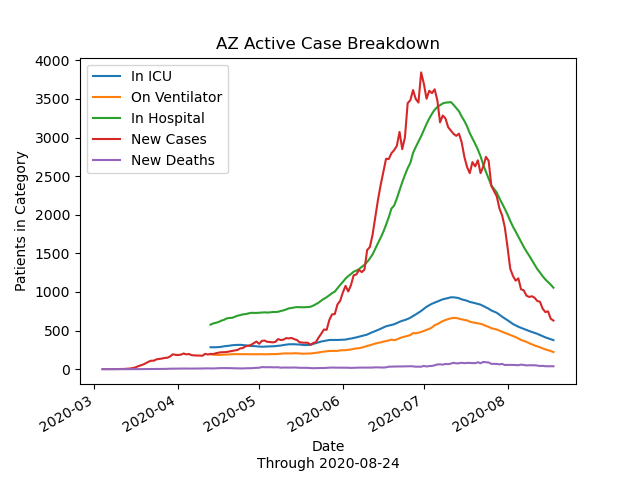 AZ Active Case Breakdown
In ICU
On Ventilator
In Hospital
New Cases
New Deaths
Patients in Category
4000
3500
3000
2500
2000
1500
1000
500
0
2020-03
2020-04
2020-05
2020-06
2020-07
2020-08
Date
Through 2020-08-24